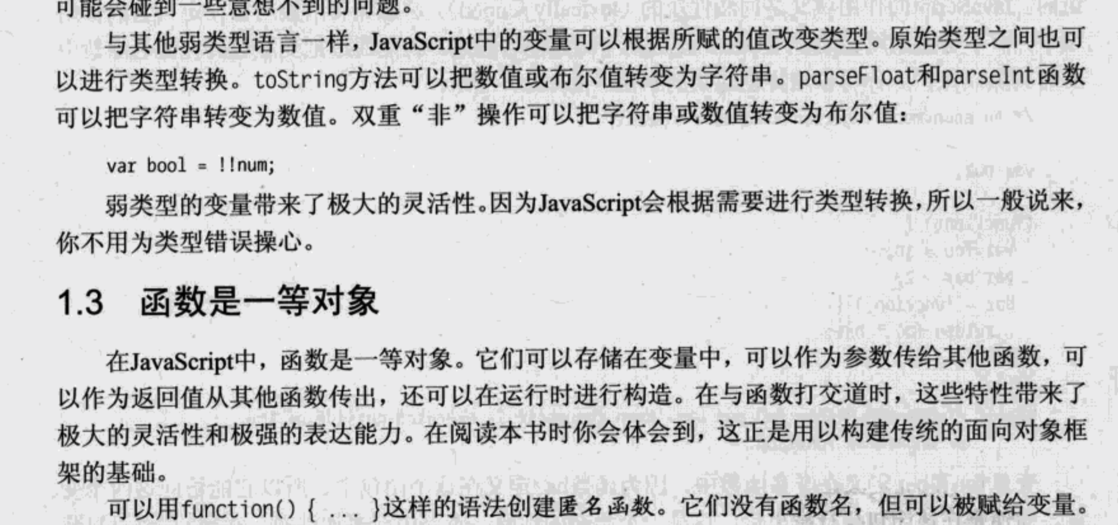 可能会碰到一些意想不到的问题。
与其他弱类型语言一样，JavaScript中的变量可以根据所赋的值改变类型。原始类型之间也可
以进行类型转换。toString方法可以把数值或布尔值转变为字符串。parseFloat和parseInt函数
可以把字符串转变为数值。双重“非”操作可以把字符串或数值转变为布尔值：
var bool = !!num;
弱类型的变量带来了极大的灵活性。因为JavaScript会根据需要进行类型转换，所以一般说来，
你不用为类型错误操心。
1.3 函数是一等对象
在JavaScript中，函数是一等对象。它们可以存储在变量中，可以作为参数传给其他函数，可
以作为返回值从其他函数传出，还可以在运行时进行构造。在与函数打交道时，这些特性带来了
极大的灵活性和极强的表达能力。在阅读本书时你会体会到，这正是用以构建传统的面向对象框
架的基础。
可以用function() { ... }这样的语法创建匿名函数。它们没有函数名，但可以被赋给变量。